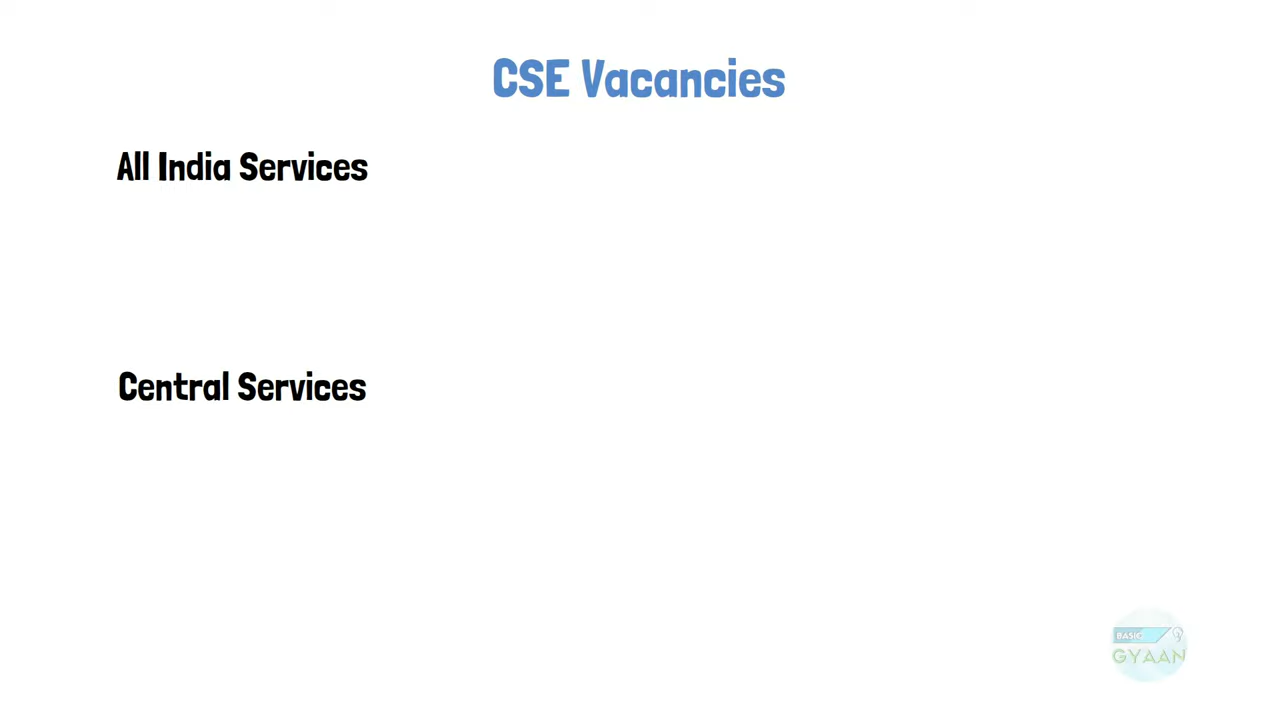 CSE Vacancies
All India Services
Central Services
BASIC
GYAAN